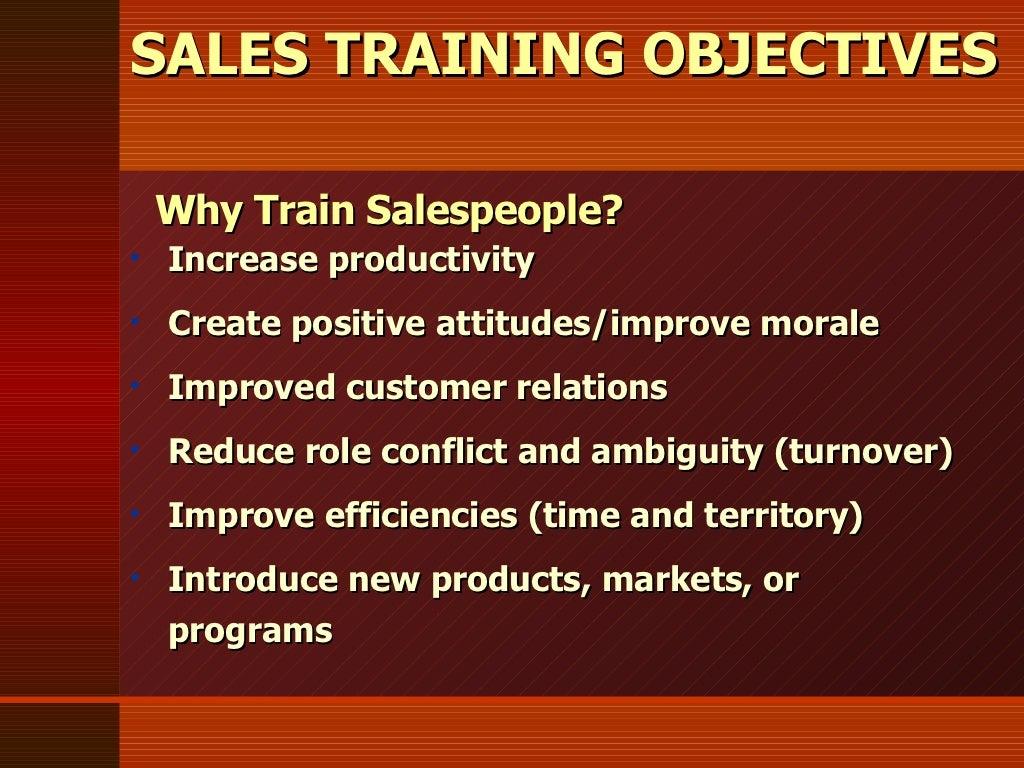 SALES TRAINING OBJECTIVES
Why Train Salespeople?
• Increase productivity
• Create positive attitudes/improve morale
• Improved customer relations
• Reduce role conflict and ambiguity (turnover)
• Improve efficiencies (time and territory)
• Introduce new products, markets, or
programs